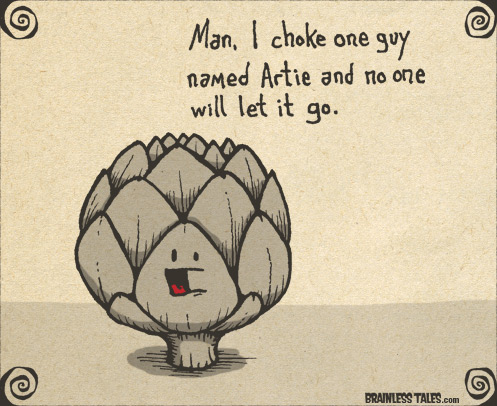 Man, I choke one guy
named Artie and no one
will let it go.
BRAINLESS TALES.com